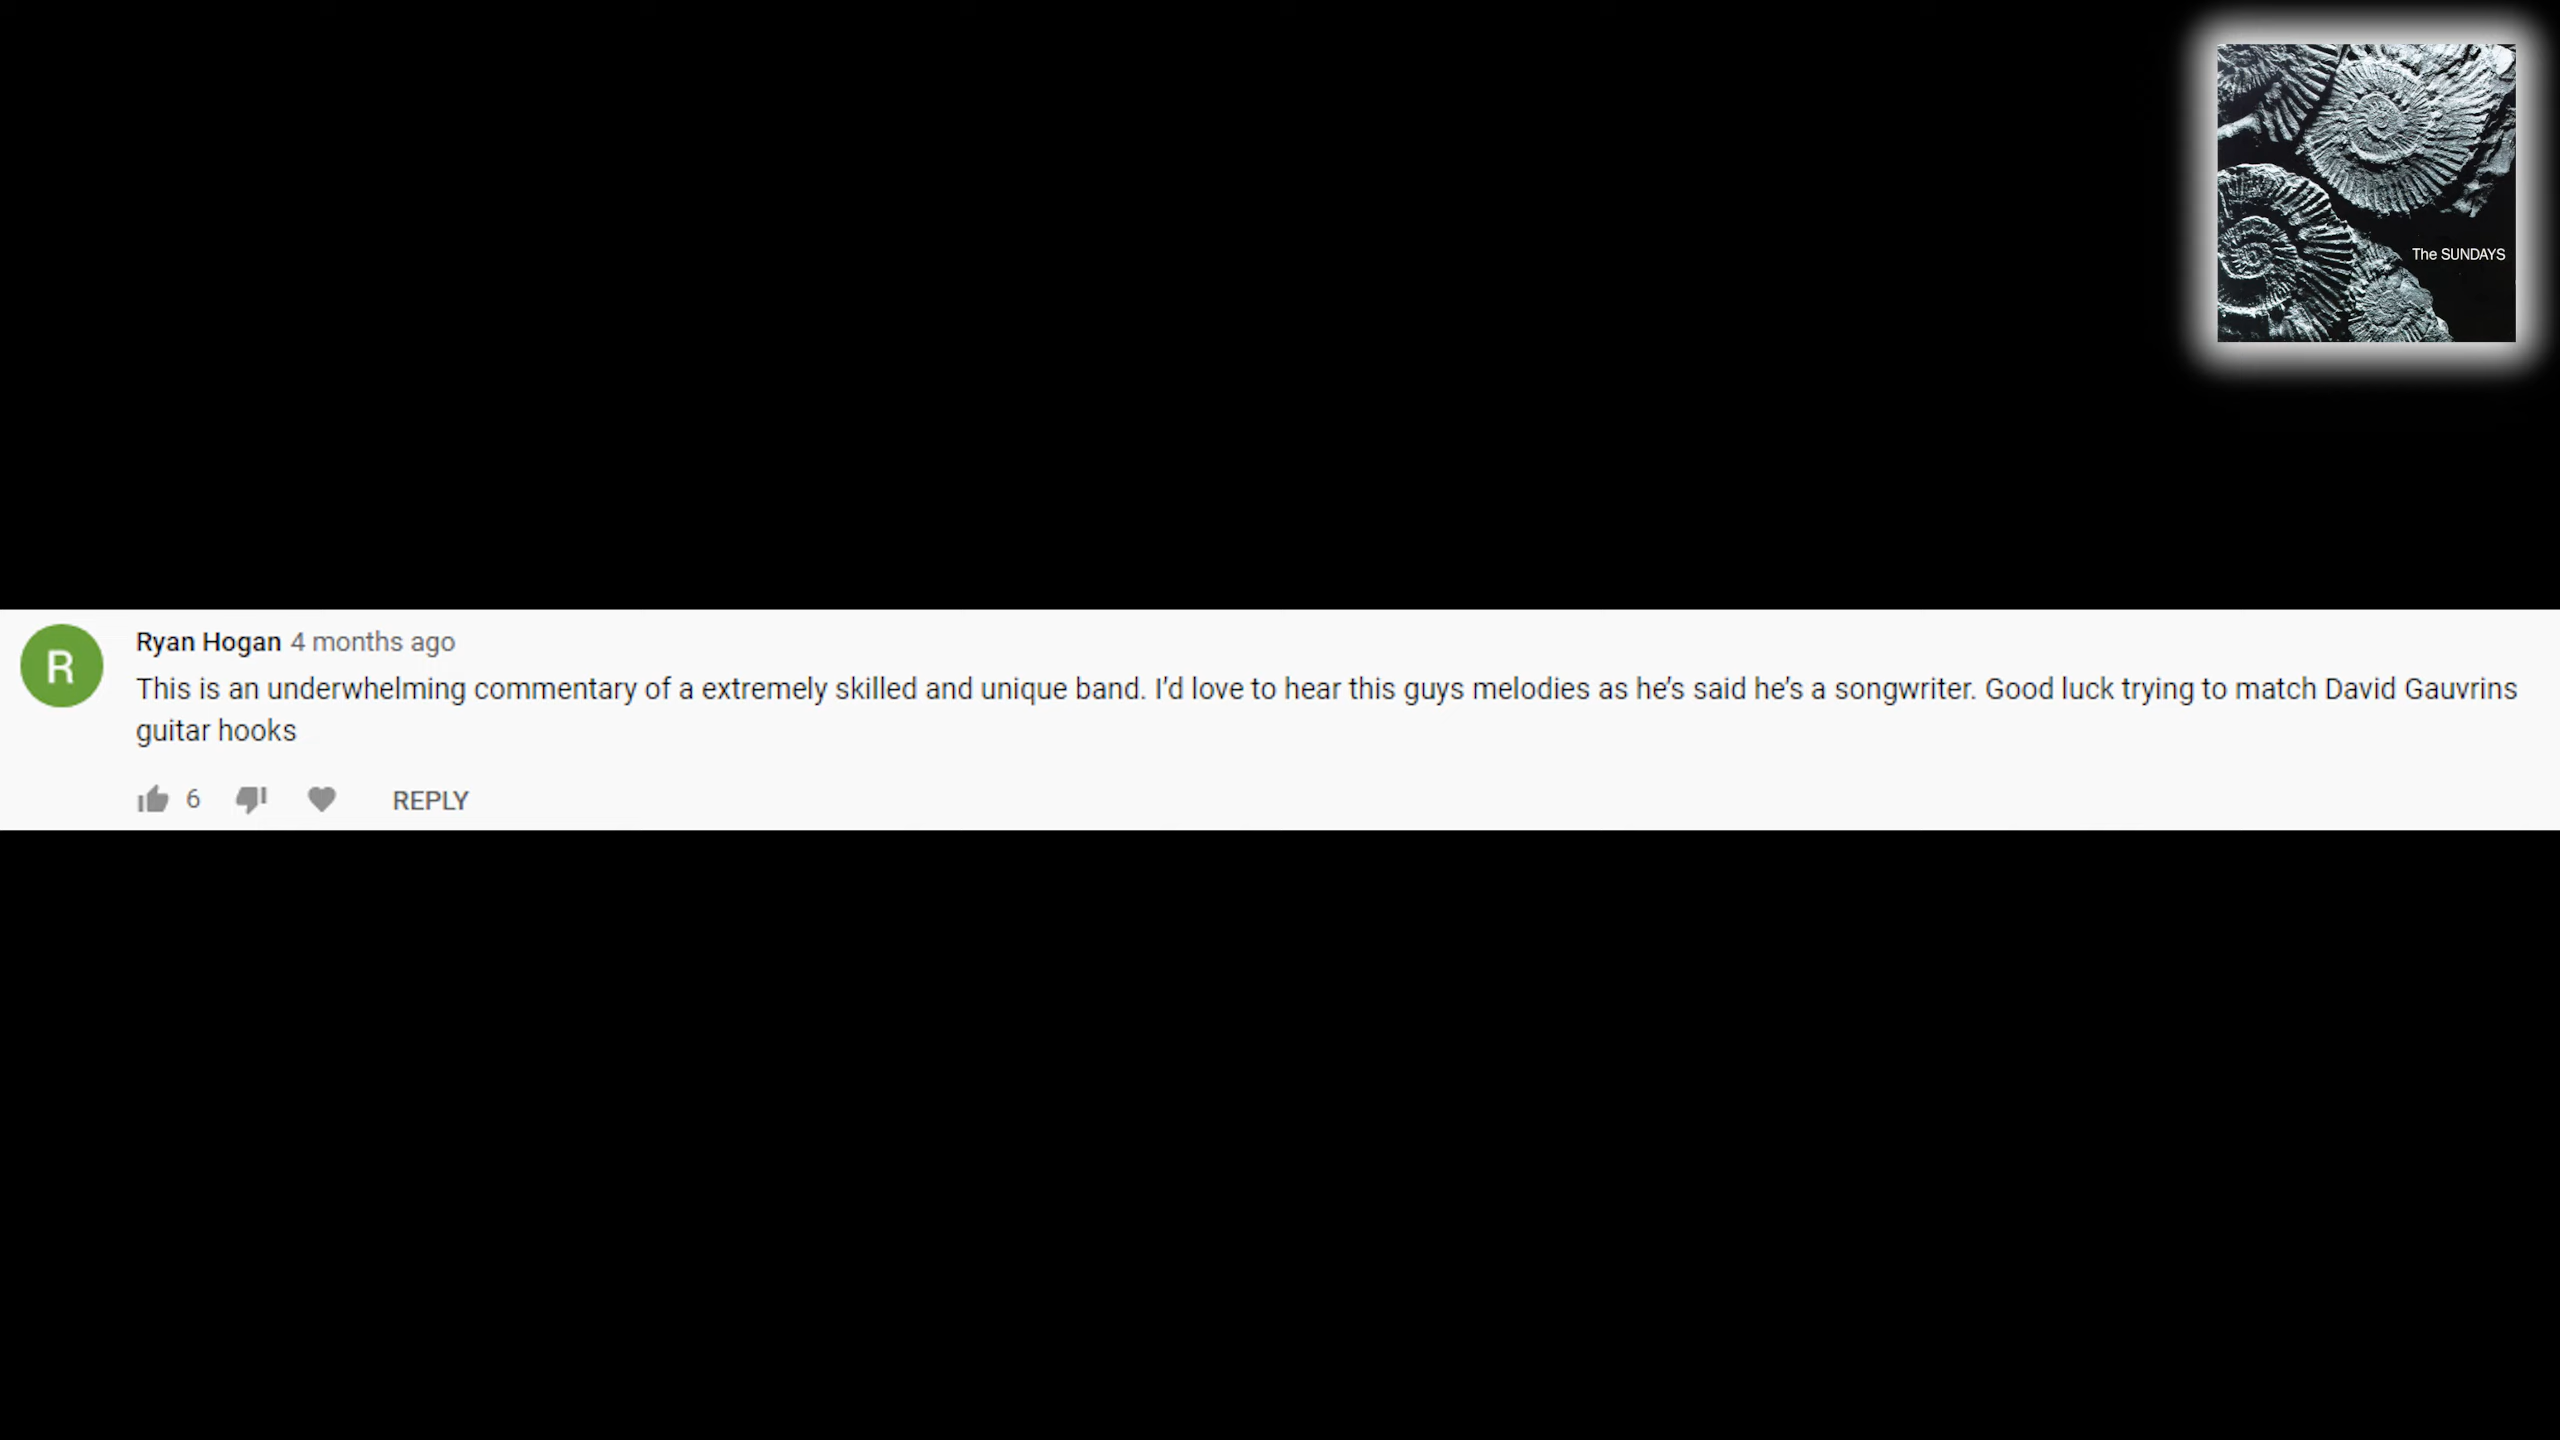 The SUNDAYS
R
Ryan Hogan 4 months ago
This is an underwhelming commentary of a extremely skilled and unique band. I’d love to hear this guys melodies as he’s said he’s a songwriter. Good luck trying to match David Gauvrins
guitar hooks
6
REPLY